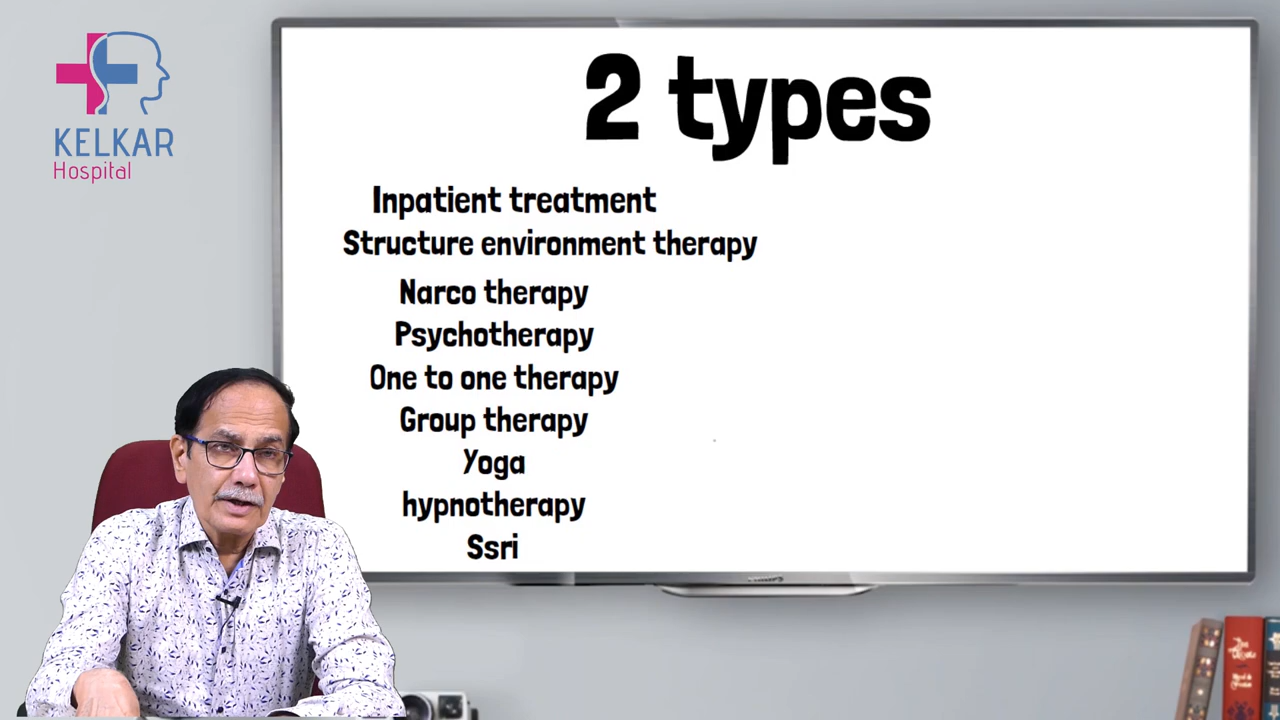 KELKAR
Hospital
2 types
Inpatient treatment
Structure environment therapy
Narco therapy
Psychotherapy
One to one therapy
Group therapy
Yoga
hypnotherapy
Ssri
PHILIPS